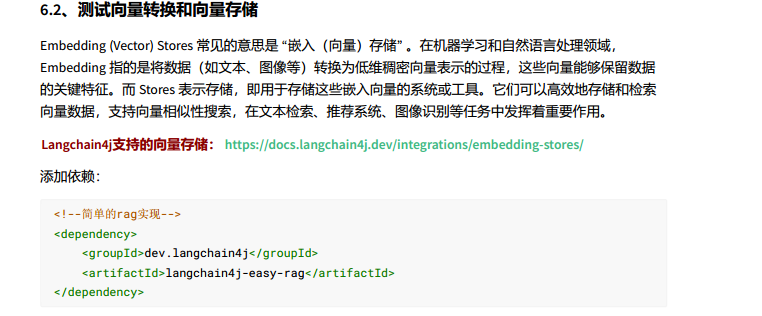 6.2、测试向量转换和向量存储
Embedding (Vector) Stores 常见的意思是 “嵌入（向量）存储” 。在机器学习和自然语言处理领域，
Embedding 指的是将数据（如文本、图像等）转换为低维稠密向量表示的过程，这些向量能够保留数据
的关键特征。而 Stores 表示存储，即用于存储这些嵌入向量的系统或工具。它们可以高效地存储和检索
向量数据，支持向量相似性搜索，在文本检索、推荐系统、图像识别等任务中发挥着重要作用。
Langchain4j支持的向量存储： https://docs.langchain4j.dev/integrations/embedding-stores/
添加依赖：
<!--简单的rag实现-->
<dependency>
    <groupId>dev.langchain4j</groupId>
    <artifactId>langchain4j-easy-rag</artifactId>
</dependency>